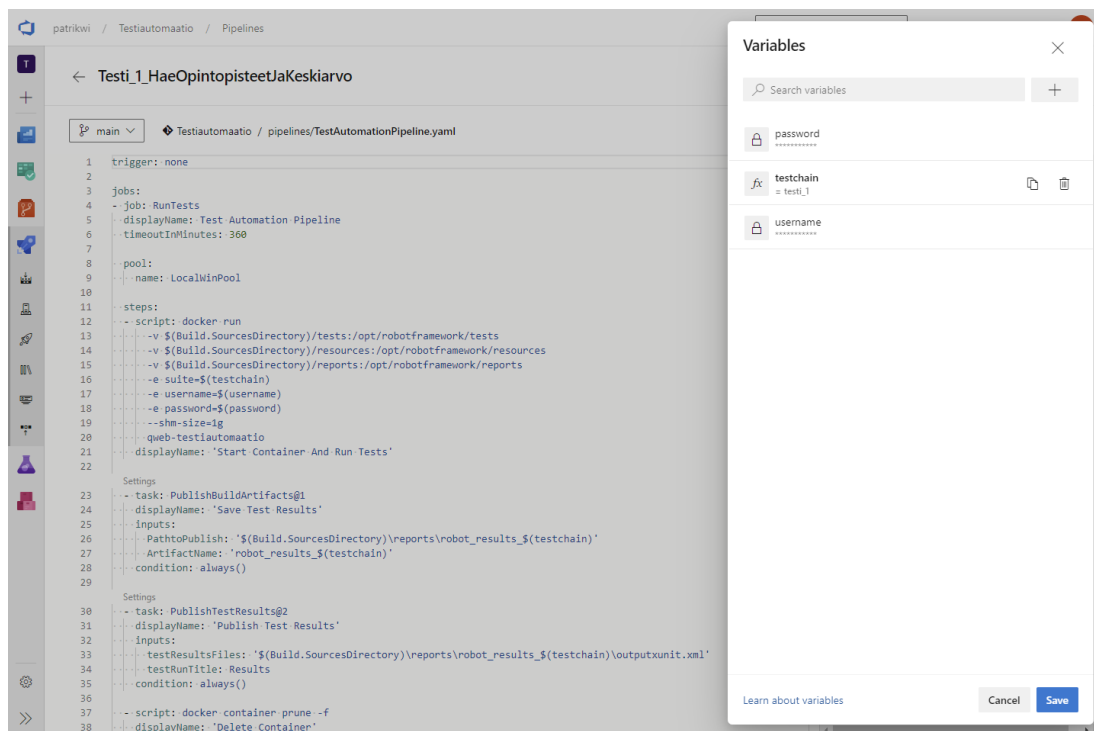 patrikwi / Testiautomaatio / Pipelines
T
← Testi_1_HaeOpintopisteetJaKeskiarvo
main
Testiautomaatio / pipelines/TestAutomationPipeline.yaml
1 trigger: none
2
3 jobs:
4 - job: RunTests
5 displayName: Test Automation Pipeline
6 timeoutInMinutes: 360
7
8 pool:
9 name: LocalWinPool
10
11 steps:
12 - script: docker run
13 -v $(Build.SourcesDirectory)/tests:/opt/robotframework/tests
14 -v $(Build.SourcesDirectory)/resources:/opt/robotframework/resources
15 -v $(Build.SourcesDirectory)/reports:/opt/robotframework/reports
16 -e suite=$(testchain)
17 -e username=$(username)
18 -e password=$(password)
19 --shm-size=1g
20 qweb-testiautomaatio
21 displayName: 'Start Container And Run Tests'
22
Settings
23 - task: PublishBuildArtifacts@1
24 displayName: 'Save Test Results'
25 inputs:
26 PathtoPublish: '$(Build.SourcesDirectory)\reports\robot_results_$(testchain)'
27 ArtifactName: 'robot_results_$(testchain)'
28 condition: always()
29
Settings
30 - task: PublishTestResults@2
31 displayName: 'Publish Test Results'
32 inputs:
33 testResultsFiles: '$(Build.SourcesDirectory)\reports\robot_results_$(testchain)\outputxunit.xml'
34 testRunTitle: Results
35 condition: always()
36
37 - script: docker container prune -f
38 displayName: 'Delete Container'
Variables
Search variables
password
***********
fx testchain
= testi_1
username
***********
Learn about variables
Cancel
Save